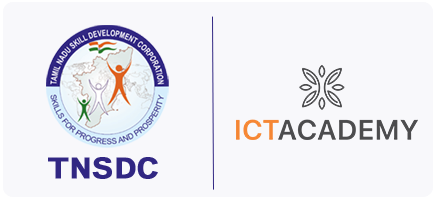 TAMIL NADU SKILL DEVELOPMENT CORPORATION
SKILLS FOR PROGRESS AND PROSPERITY
TNSDC
ICTACADEMY